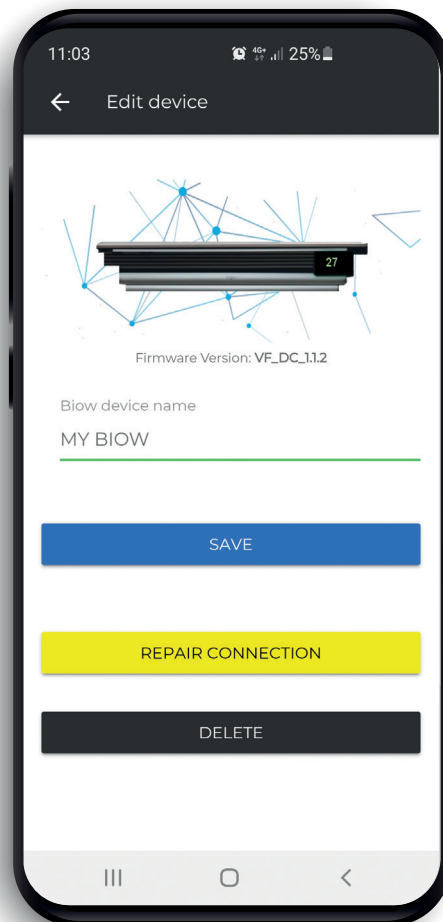 11:03
4G+ 25%
Edit device
27
Firmware Version: VF_DC_1.1.2
Biow device name
MY BIOW
SAVE
REPAIR CONNECTION
DELETE